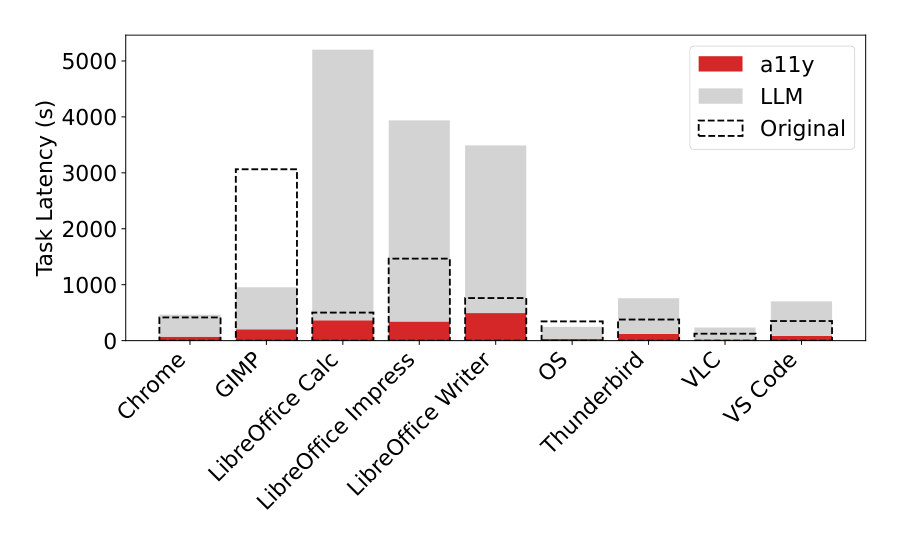 Task Latency (s)
5000
4000
3000
2000
1000
0
a11y
LLM
Original
Chrome
GIMP
LibreOffice Calc
LibreOffice Impress
LibreOffice Writer
OS
Thunderbird
VLC
VS Code